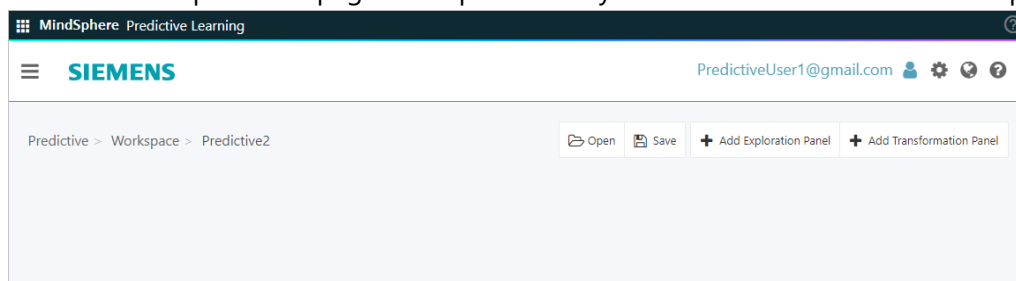 MindSphere Predictive Learning
SIEMENS
PredictiveUser1@gmail.com
Predictive > Workspace > Predictive2
Open Save + Add Exploration Panel + Add Transformation Panel